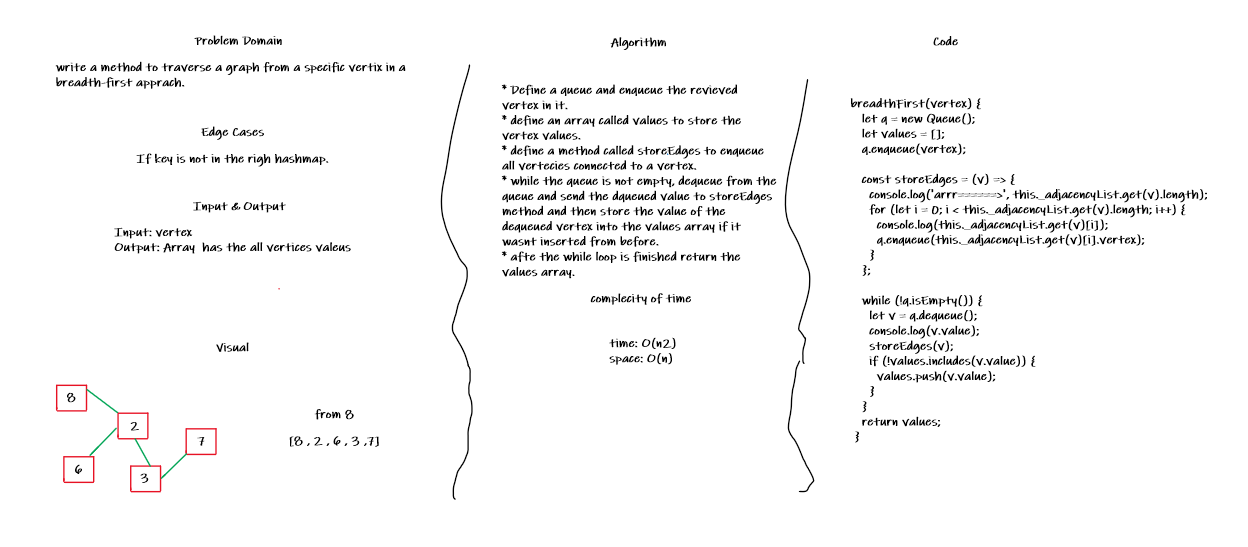 Problem Domain
write a method to traverse a graph from a specific vertix in a
breadth-first apprach.
Edge Cases
If key is not in the righ hashmap.
Input & Output
Input: vertex
Output: Array has the all vertices valeus
Visual
8
2
7
6
3
from 8
[8 , 2 , 6 , 3 ,7]
Algorithm
* Define a queue and enqueue the revieved
vertex in it.
* define an array called values to store the
vertex values.
* define a method called storeEdges to enqueue
all vertecies connected to a vertex.
* while the queue is not empty, dequeue from the
queue and send the dqueued value to storeEdges
method and then store the value of the
dequeued vertex into the values array if it
wasnt inserted from before.
* afte the while loop is finished return the
values array.
complecity of time
time: O(n2)
space: O(n)
Code
breadthFirst(vertex) {
let q = new Queue();
let values = [];
q.enqueue(vertex);
const storeEdges = (v) => {
console.log('arrr======>', this._adjacencyList.get(v).length);
for (let i = 0; i < this._adjacencyList.get(v).length; i++) {
console.log(this._adjacencyList.get(v)[i]);
q.enqueue(this._adjacencyList.get(v)[i].vertex);
}
};
while (!q.isEmpty()) {
let v = q.dequeue();
console.log(v.value);
storeEdges(v);
if (!values.includes(v.value)) {
values.push(v.value);
}
}
return values;
}